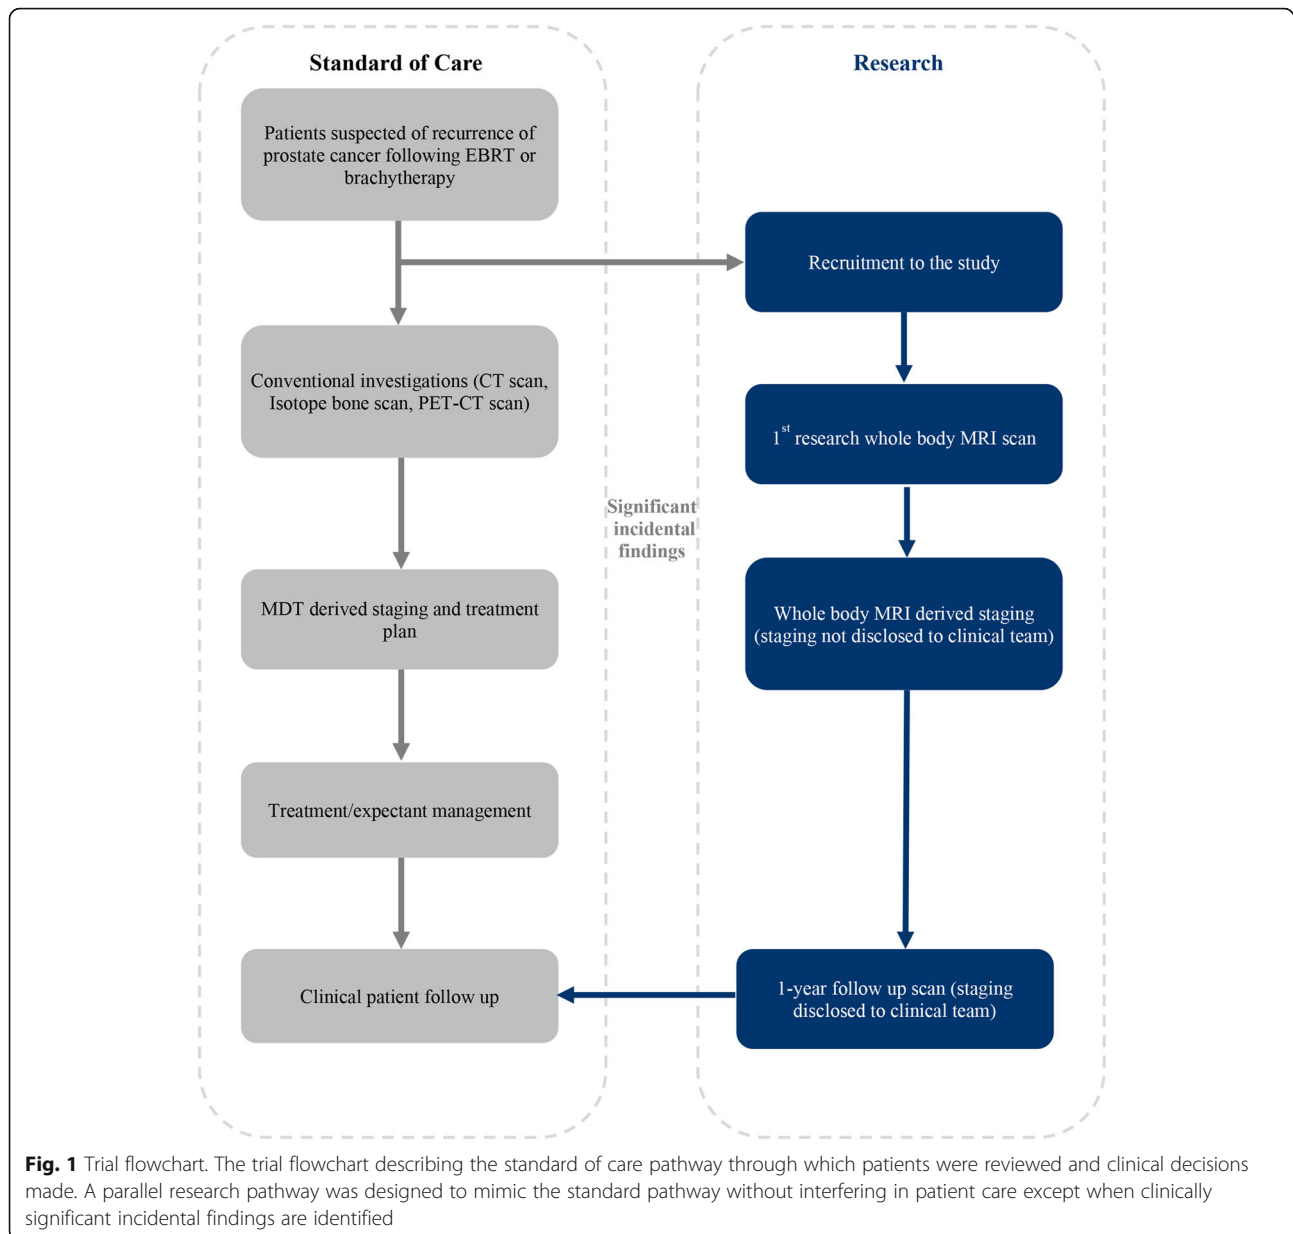 Standard of Care
Patients suspected of recurrence of
prostate cancer following EBRT or
brachytherapy
Conventional investigations (CT scan,
Isotope bone scan, PET-CT scan)
MDT derived staging and treatment
plan
Treatment/expectant management
Clinical patient follow up
Significant
incidental
findings
Research
Recruitment to the study
1st research whole body MRI scan
Whole body MRI derived staging
(staging not disclosed to clinical team)
1-year follow up scan (staging
disclosed to clinical team)
Fig. 1 Trial flowchart. The trial flowchart describing the standard of care pathway through which patients were reviewed and clinical decisions
made. A parallel research pathway was designed to mimic the standard pathway without interfering in patient care except when clinically
significant incidental findings are identified